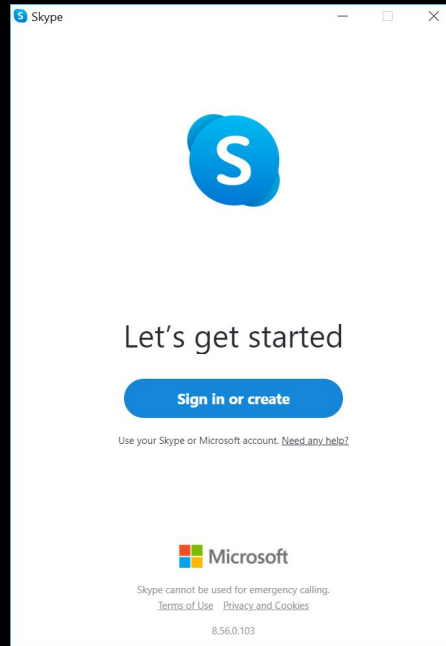 S Skype
S
Let's get started
Sign in or create
Use your Skype or Microsoft account. Need any help?
Microsoft
Skype cannot be used for emergency calling.
Terms of Use Privacy and Cookies
8.56.0.103